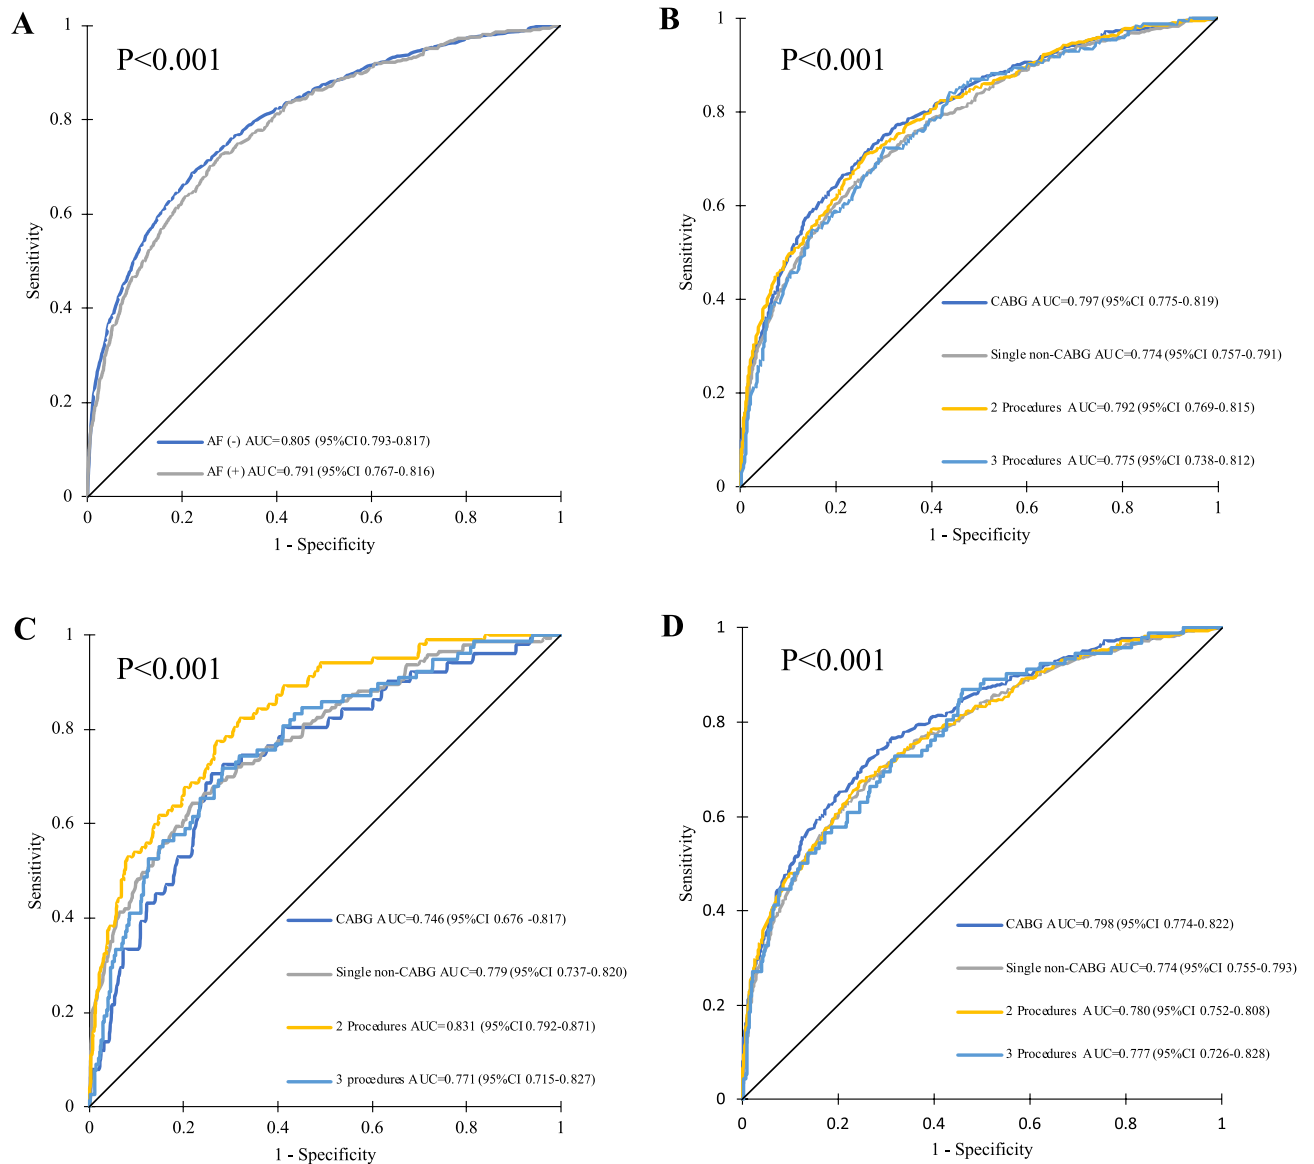 A
P<0.001
1
0.8
0.6
0.4
0.2
0
Sensitivity
AF (-) AUC=0.805 (95%CI 0.793-0.817)
AF (+) AUC=0.791 (95%CI 0.767-0.816)
0 0.2 0.4 0.6 0.8 1
1 - Specificity
B
P<0.001
1
0.8
0.6
0.4
0.2
0
Sensitivity
CABG AUC=0.797 (95%CI 0.775-0.819)
Single non-CABG AUC=0.774 (95%CI 0.757-0.791)
2 Procedures AUC=0.792 (95%CI 0.769-0.815)
3 Procedures AUC=0.775 (95%CI 0.738-0.812)
0 0.2 0.4 0.6 0.8 1
1 - Specificity
C
P<0.001
1
0.8
0.6
0.4
0.2
0
Sensitivity
CABG AUC=0.746 (95%CI 0.676 -0.817)
Single non-CABG AUC=0.779 (95%CI 0.737-0.820)
2 Procedures AUC=0.831 (95%CI 0.792-0.871)
3 procedures AUC=0.771 (95%CI 0.715-0.827)
0 0.2 0.4 0.6 0.8 1
1 - Specificity
D
P<0.001
1
0.8
0.6
0.4
0.2
0
Sensitivity
CABG AUC=0.798 (95%CI 0.774-0.822)
Single non-CABG AUC=0.774 (95%CI 0.755-0.793)
2 Procedures AUC=0.780 (95%CI 0.752-0.808)
3 Procedures AUC=0.777 (95%CI 0.726-0.828)
0 0.2 0.4 0.6 0.8 1
1 - Specificity